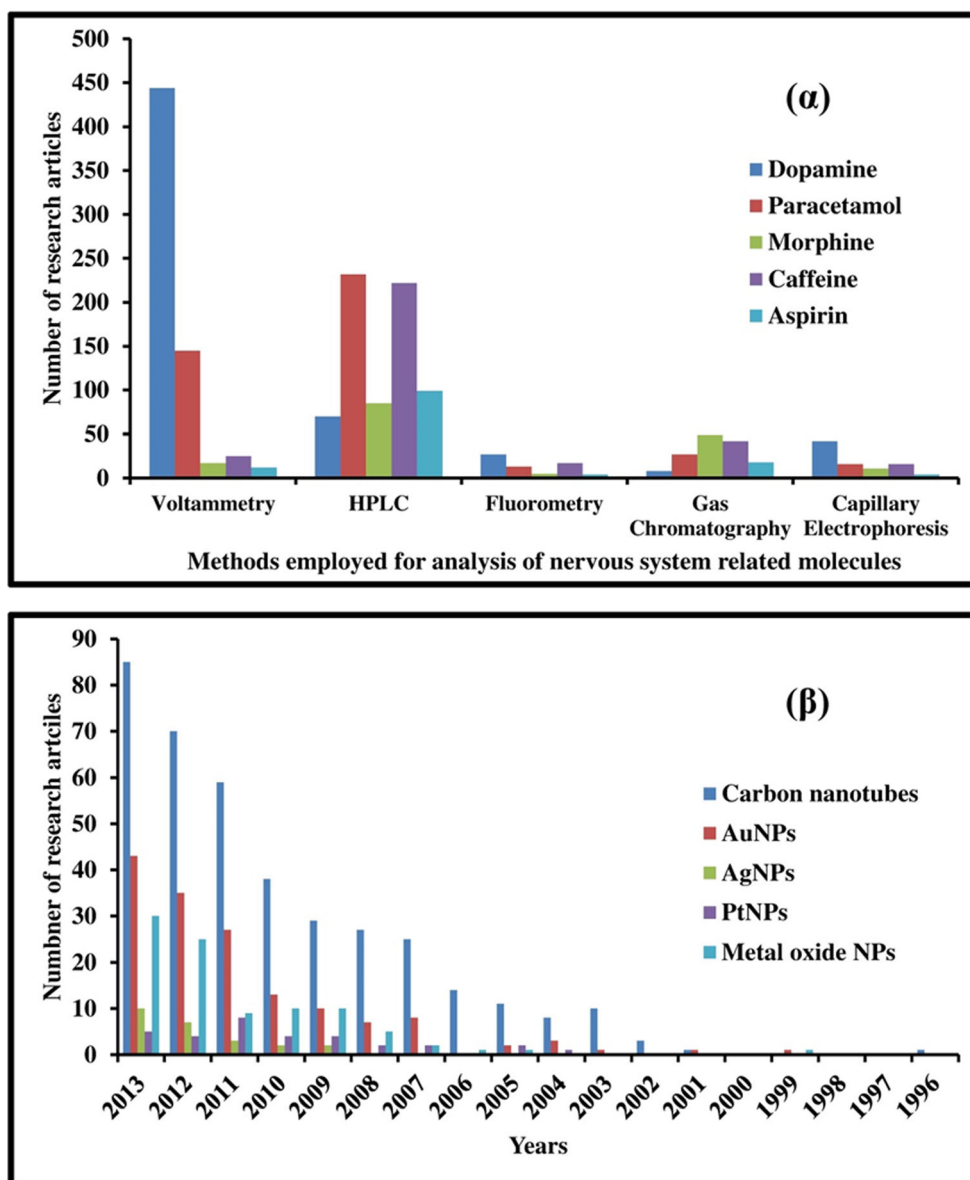 500
450
400
350
300
250
200
150
100
50
0
Number of research articles
(α)
Dopamine
Paracetamol
Morphine
Caffeine
Aspirin
Voltammetry HPLC Fluorometry Gas Chromatography Capillary Electrophoresis
Methods employed for analysis of nervous system related molecules
90
80
70
60
50
40
30
20
10
0
Numbner of research artciles
(β)
Carbon nanotubes
AuNPs
AgNPs
PtNPs
Metal oxide NPs
2013 2012 2011 2010 2009 2008 2007 2006 2005 2004 2003 2002 2001 2000 1999 1998 1997 1996
Years